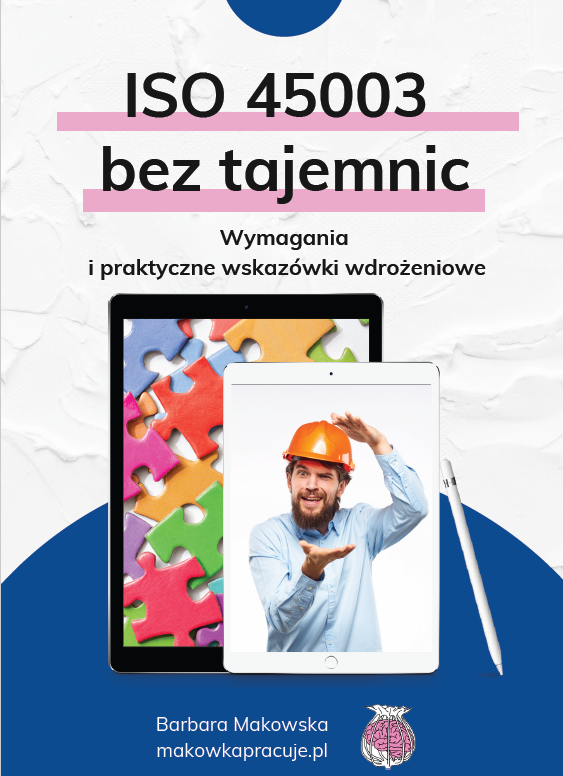 ISO 45003
bez tajemnic
Wymagania
i praktyczne wskazówki wdrożeniowe
Barbara Makowska
makowkapracuje.pl